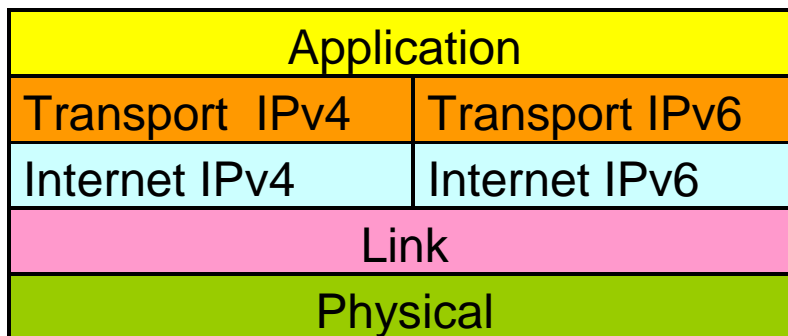 Application
Transport IPv4 Transport IPv6
Internet IPv4 Internet IPv6
Link
Physical